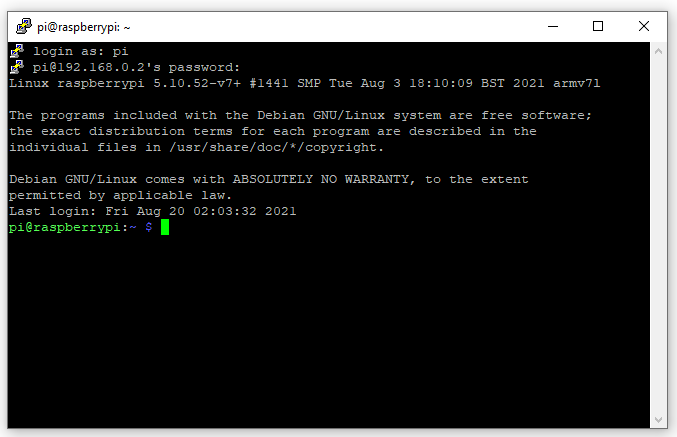 pi@raspberrypi: ~
login as: pi
pi@192.168.0.2's password:
Linux raspberrypi 5.10.52-v7+ #1441 SMP Tue Aug 3 18:10:09 BST 2021 armv7l
The programs included with the Debian GNU/Linux system are free software;
the exact distribution terms for each program are described in the
individual files in /usr/share/doc/*/copyright.
Debian GNU/Linux comes with ABSOLUTELY NO WARRANTY, to the extent
permitted by applicable law.
Last login: Fri Aug 20 02:03:32 2021
pi@raspberrypi:~ $